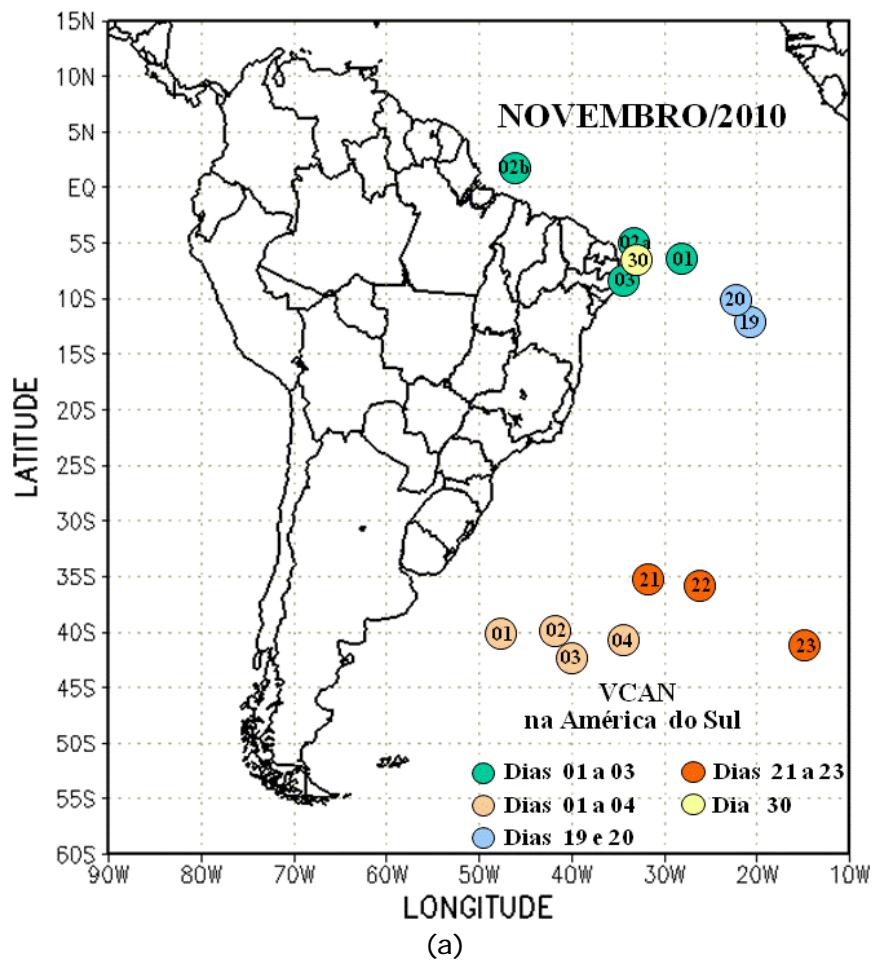 15N
NOVEMBRO/2010
10N
5N
02b
EQ
5S
02a
30
01
03
10S
20
19
15S
20S
25S
30S
35S
21
22
40S
01
02
03
04
23
45S
VCAN
na América do Sul
50S
Dias 01 a 03
Dias 21 a 23
55S
Dias 01 a 04
Dia 30
Dias 19 e 20
60S
90W 80W 70W 60W 50W 40W 30W 20W 10W
LATITUDE
LONGITUDE
(a)